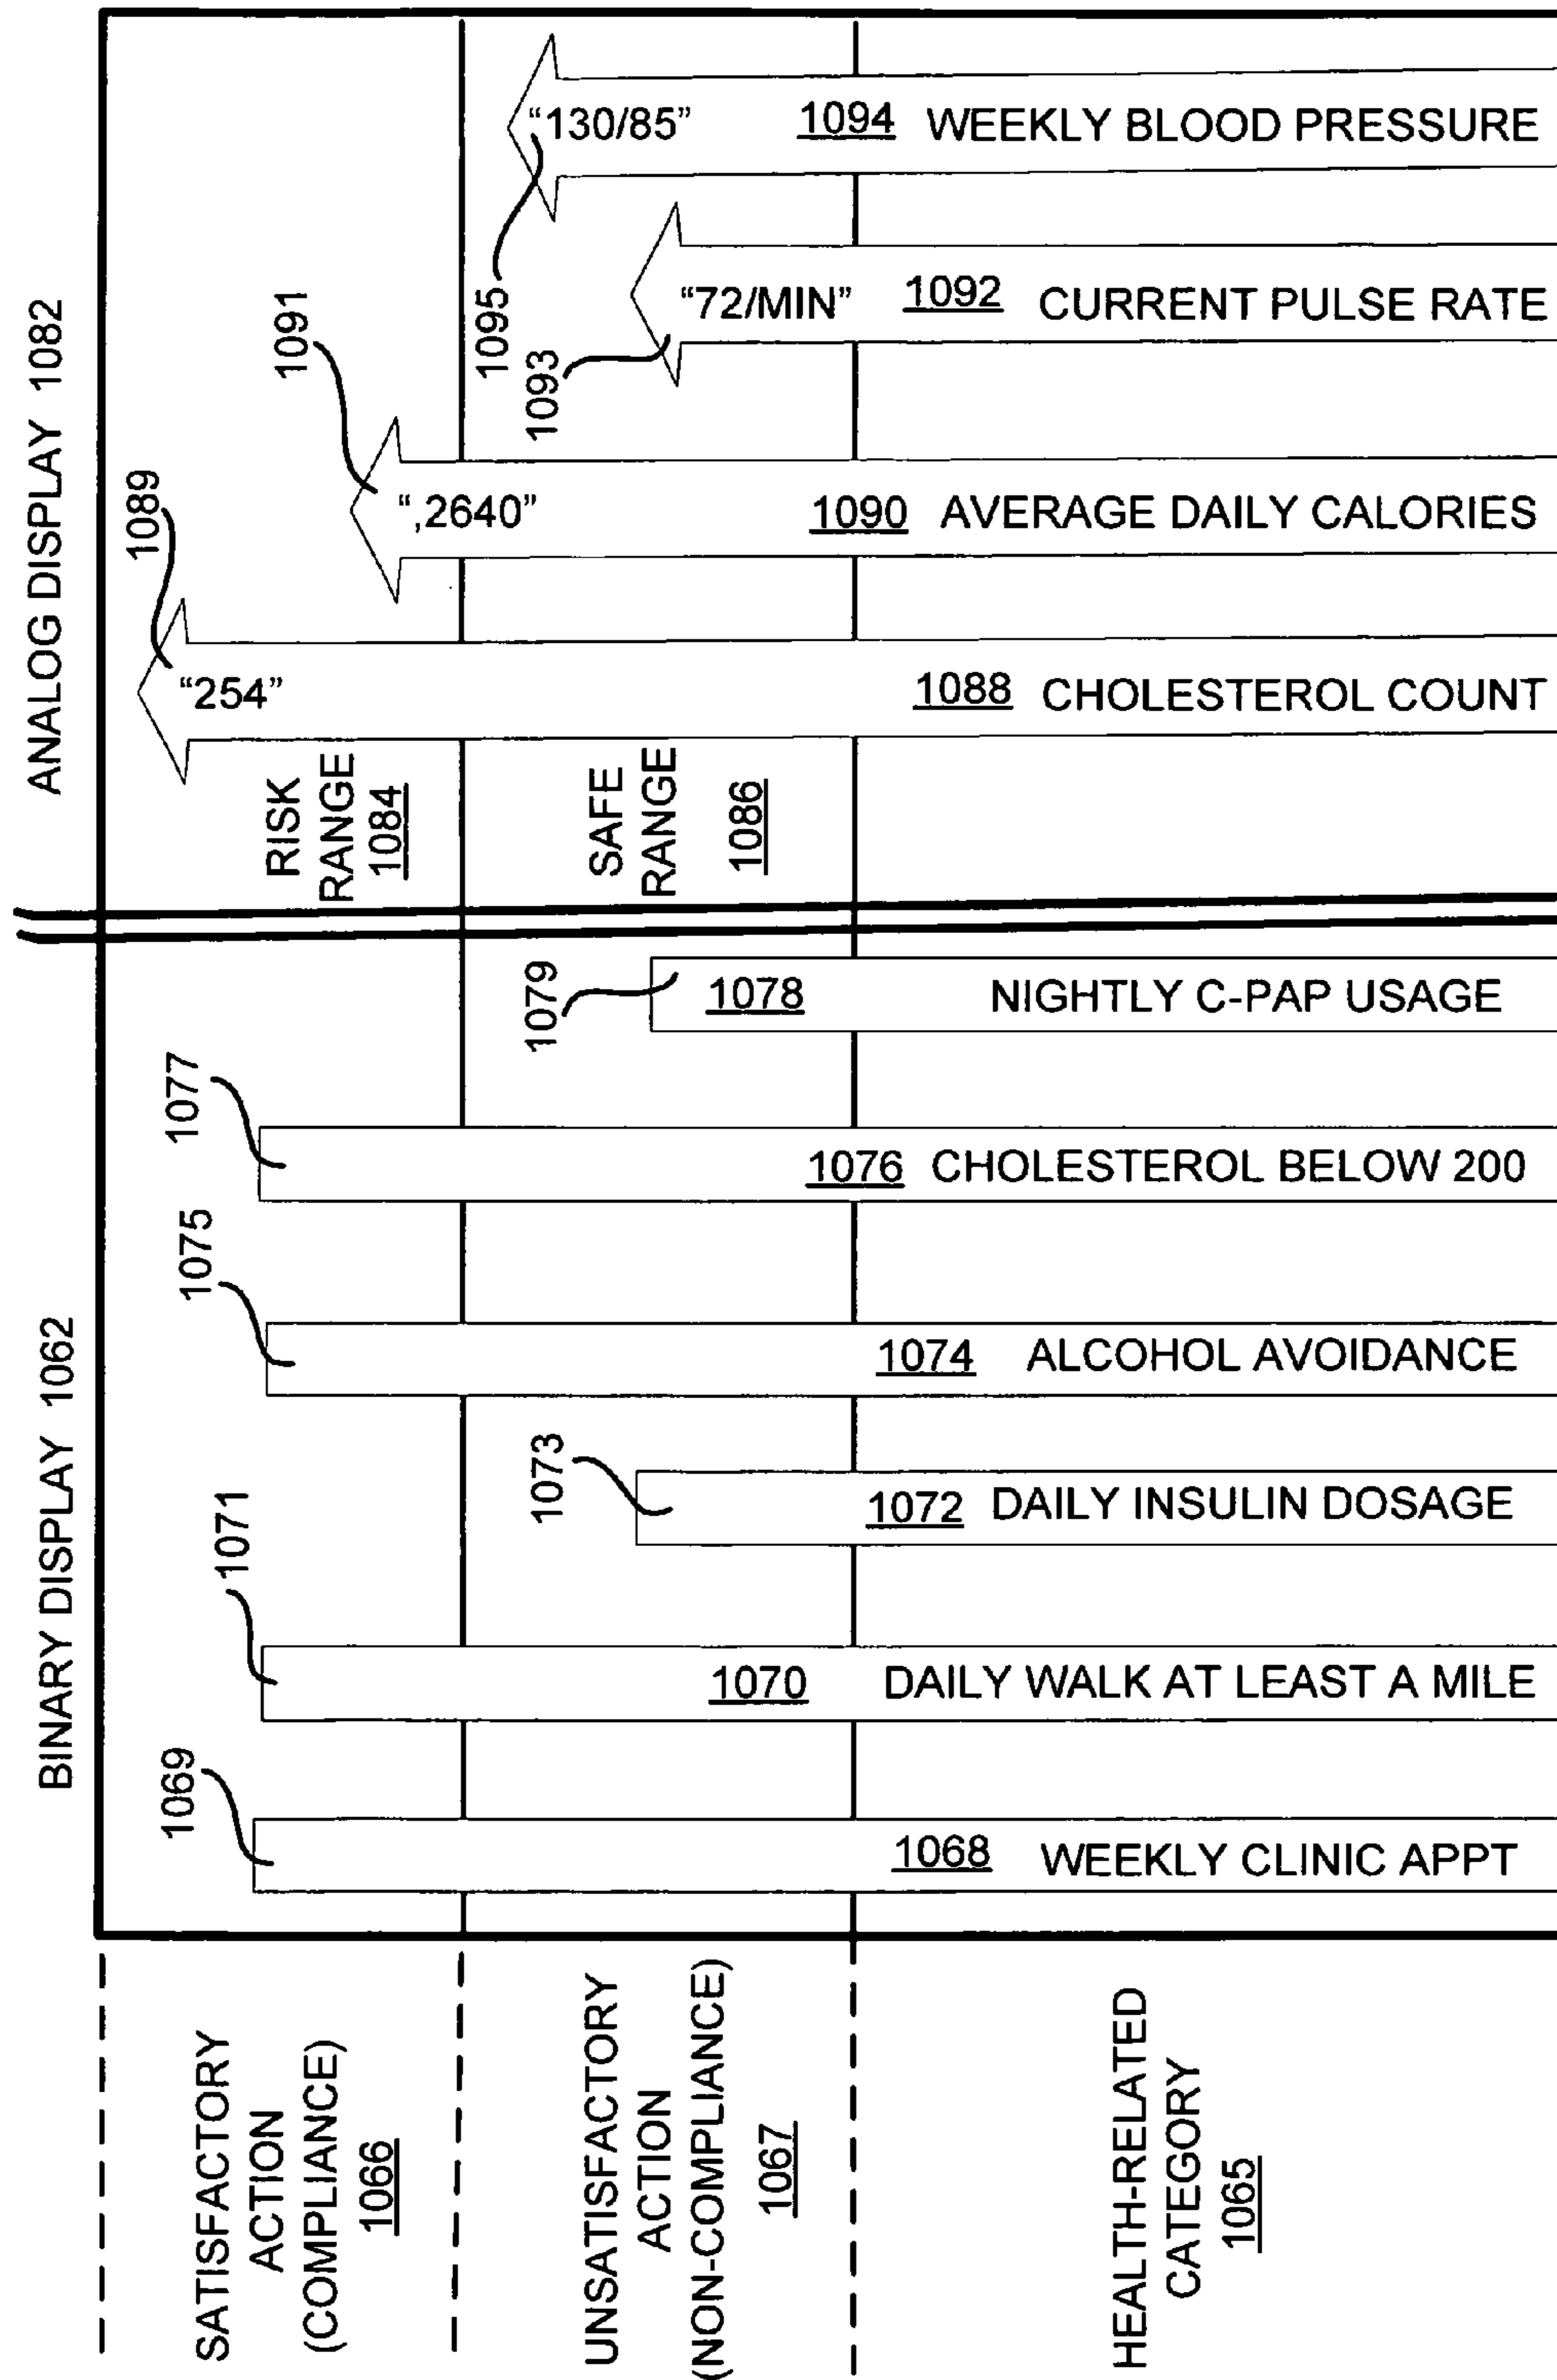 BINARY DISPLAY 1062
ANALOG DISPLAY 1082
SATISFACTORY
ACTION
(COMPLIANCE)
1066
UNSATISFACTORY
ACTION
(NON-COMPLIANCE)
1067
HEALTH-RELATED
CATEGORY
1065
1069
1068 WEEKLY CLINIC APPT
1071
1070 DAILY WALK AT LEAST A MILE
1073
1072 DAILY INSULIN DOSAGE
1075
1074 ALCOHOL AVOIDANCE
1077
1076 CHOLESTEROL BELOW 200
1079
1078 NIGHTLY C-PAP USAGE
RISK
RANGE
1084
SAFE
RANGE
1086
1089
“254”
1088 CHOLESTEROL COUNT
1091
“,2640”
1090 AVERAGE DAILY CALORIES
1093
“72/MIN”
1092 CURRENT PULSE RATE
1095
“130/85”
1094 WEEKLY BLOOD PRESSURE